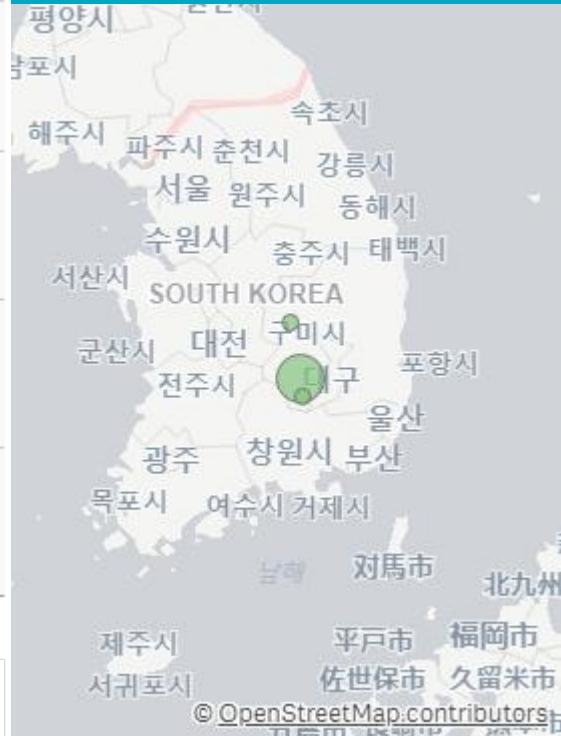 평양시
남포시
속초시
해주시
파주시 춘천시
강릉시
서울 원주시
동해시
수원시
충주시 태백시
서산시
SOUTH KOREA
구미시
군산시 대전
포항시
전주시
대구
울산
광주 창원시 부산
목포시 여수시 거제시
남해 対馬市
北九州
제주시 平戸市 福岡市
서귀포시 佐世保市 久留米市
© OpenStreetMap contributors